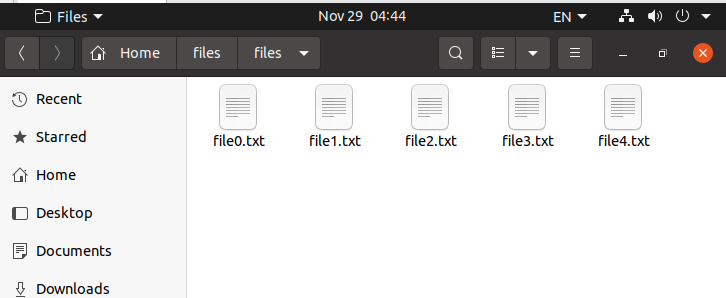 Files Nov 29 04:44 EN
Home files files
Recent
Starred
Home
Desktop
Documents
Downloads
file0.txt file1.txt file2.txt file3.txt file4.txt